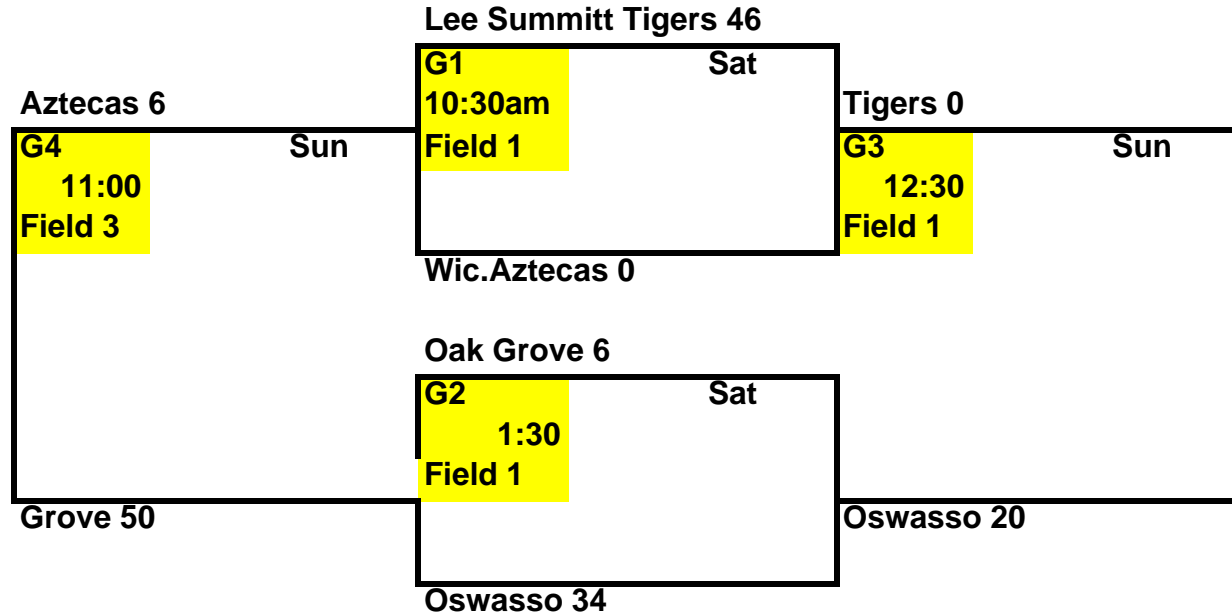 Lee Summitt Tigers 46
G1 Sat
Aztecas 6 10:30am Tigers 0
G4 Sun Field 1 G3 Sun
11:00 12:30
Field 3 Field 1
Wic.Aztecas 0
Oak Grove 6
G2 Sat
1:30
Field 1
Grove 50 Oswasso 20
Oswasso 34